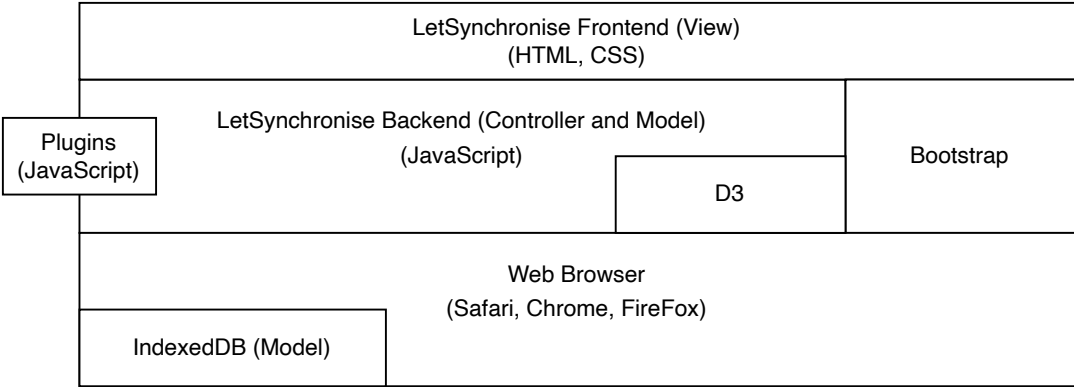 LetSynchronise Frontend (View)
(HTML, CSS)
Plugins
(JavaScript)
LetSynchronise Backend (Controller and Model)
(JavaScript)
D3
Bootstrap
Web Browser
(Safari, Chrome, FireFox)
IndexedDB (Model)